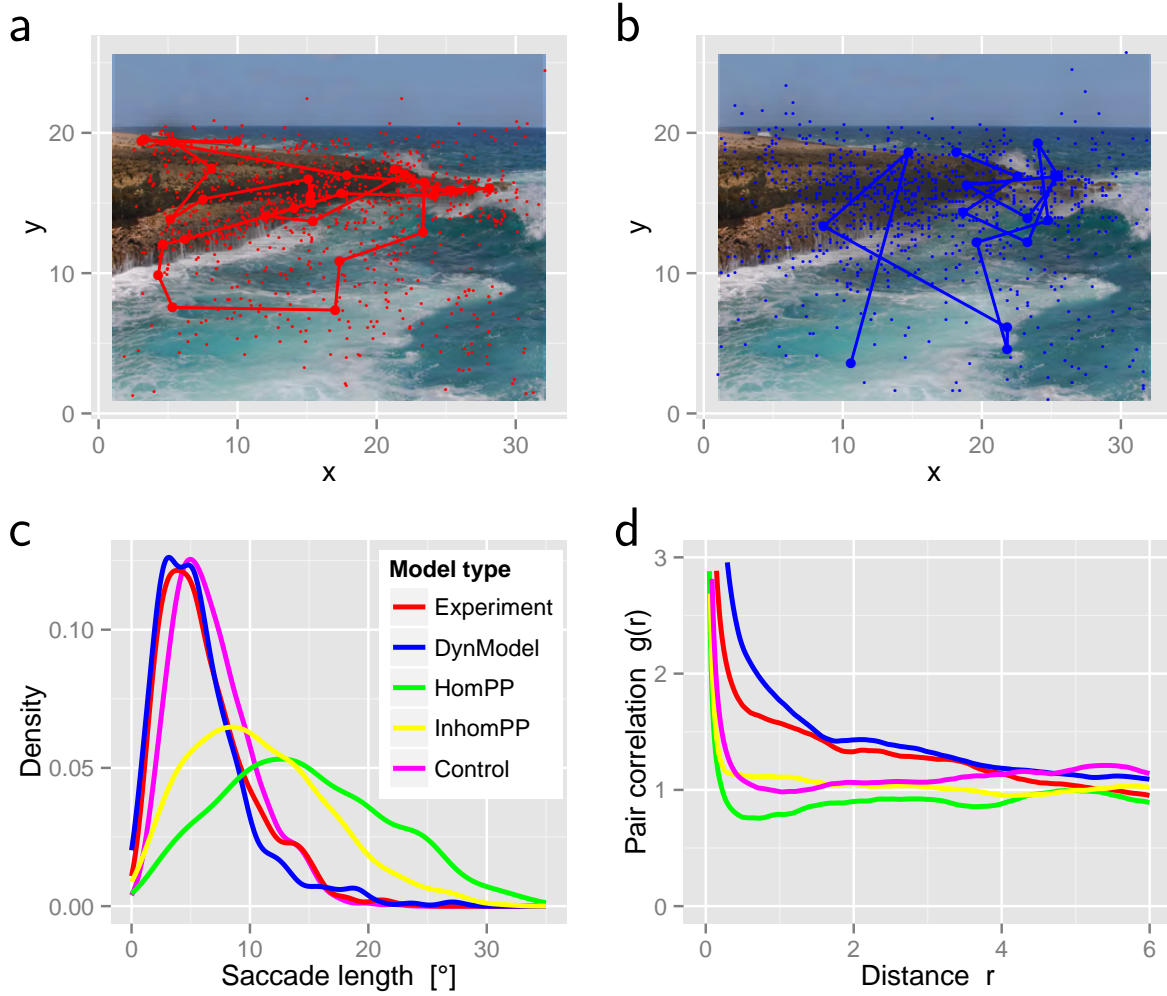 a
b
y
20
10
0
0
10
20
30
x
y
20
10
0
0
10
20
30
x
c
d
Density
0.10
0.05
0.00
0
10
20
30
Saccade length [°]
Model type
Experiment
DynModel
HomPP
InhomPP
Control
Pair correlation g(r)
3
2
1
0
0
2
4
6
Distance r